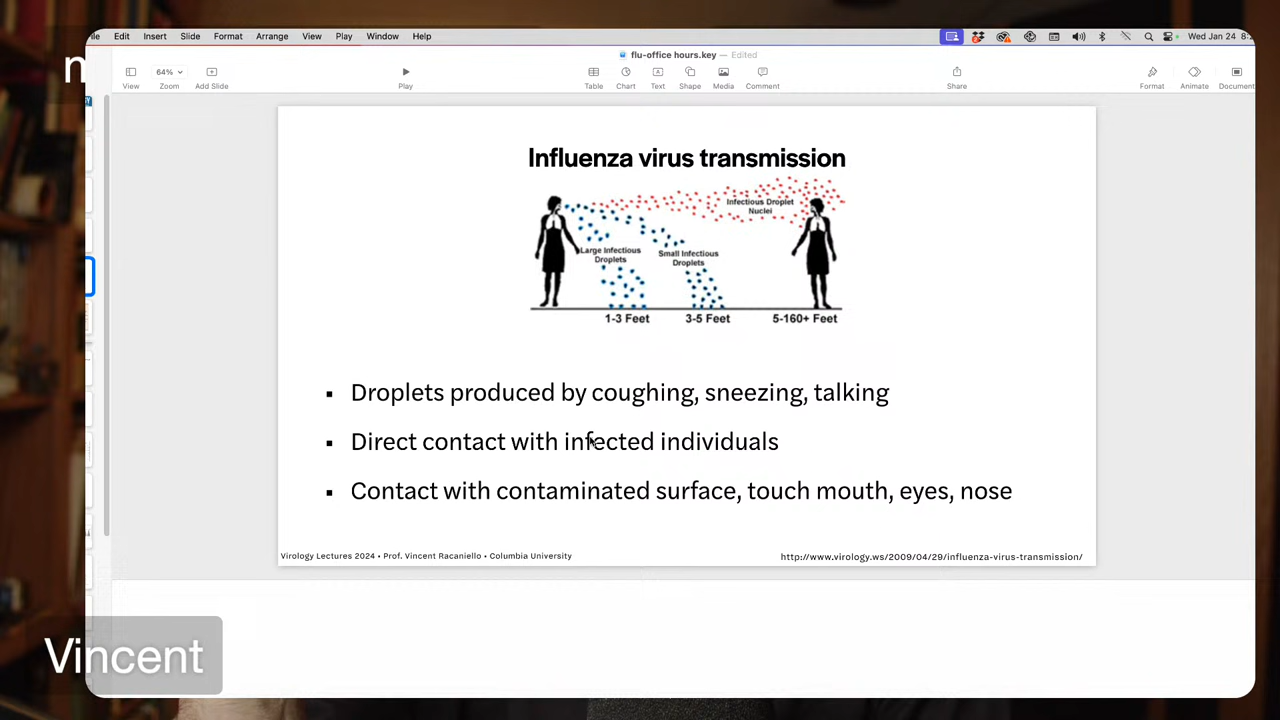 ile Edit Insert Slide Format Arrange View Play Window Help Wed Jan 24
flu-office hours.key — Edited
64%
View Zoom Add Slide Play Table Chart Text Shape Media Comment Share Format Animate Document
Influenza virus transmission
Infectious Droplet
Nuclei
Large Infectious
Droplets
Small Infectious
Droplets
1-3 Feet 3-5 Feet 5-160+ Feet
▪ Droplets produced by coughing, sneezing, talking
▪ Direct contact with infected individuals
▪ Contact with contaminated surface, touch mouth, eyes, nose
Virology Lectures 2024 • Prof. Vincent Racaniello • Columbia University
http://www.virology.ws/2009/04/29/influenza-virus-transmission/
Vincent